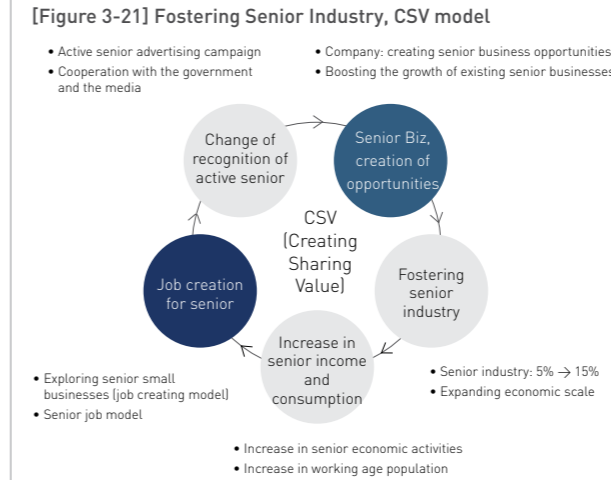 [Figure 3-21] Fostering Senior Industry, CSV model
• Active senior advertising campaign
• Cooperation with the government
and the media
• Company: creating senior business opportunities
• Boosting the growth of existing senior businesses
Change of
recognition of
active senior
Senior Biz,
creation of
opportunities
CSV
(Creating
Sharing
Value)
Job creation
for senior
Fostering
senior
industry
Increase in
senior income
and
consumption
• Exploring senior small
businesses (job creating model)
• Senior job model
• Senior industry: 5% → 15%
• Expanding economic scale
• Increase in senior economic activities
• Increase in working age population